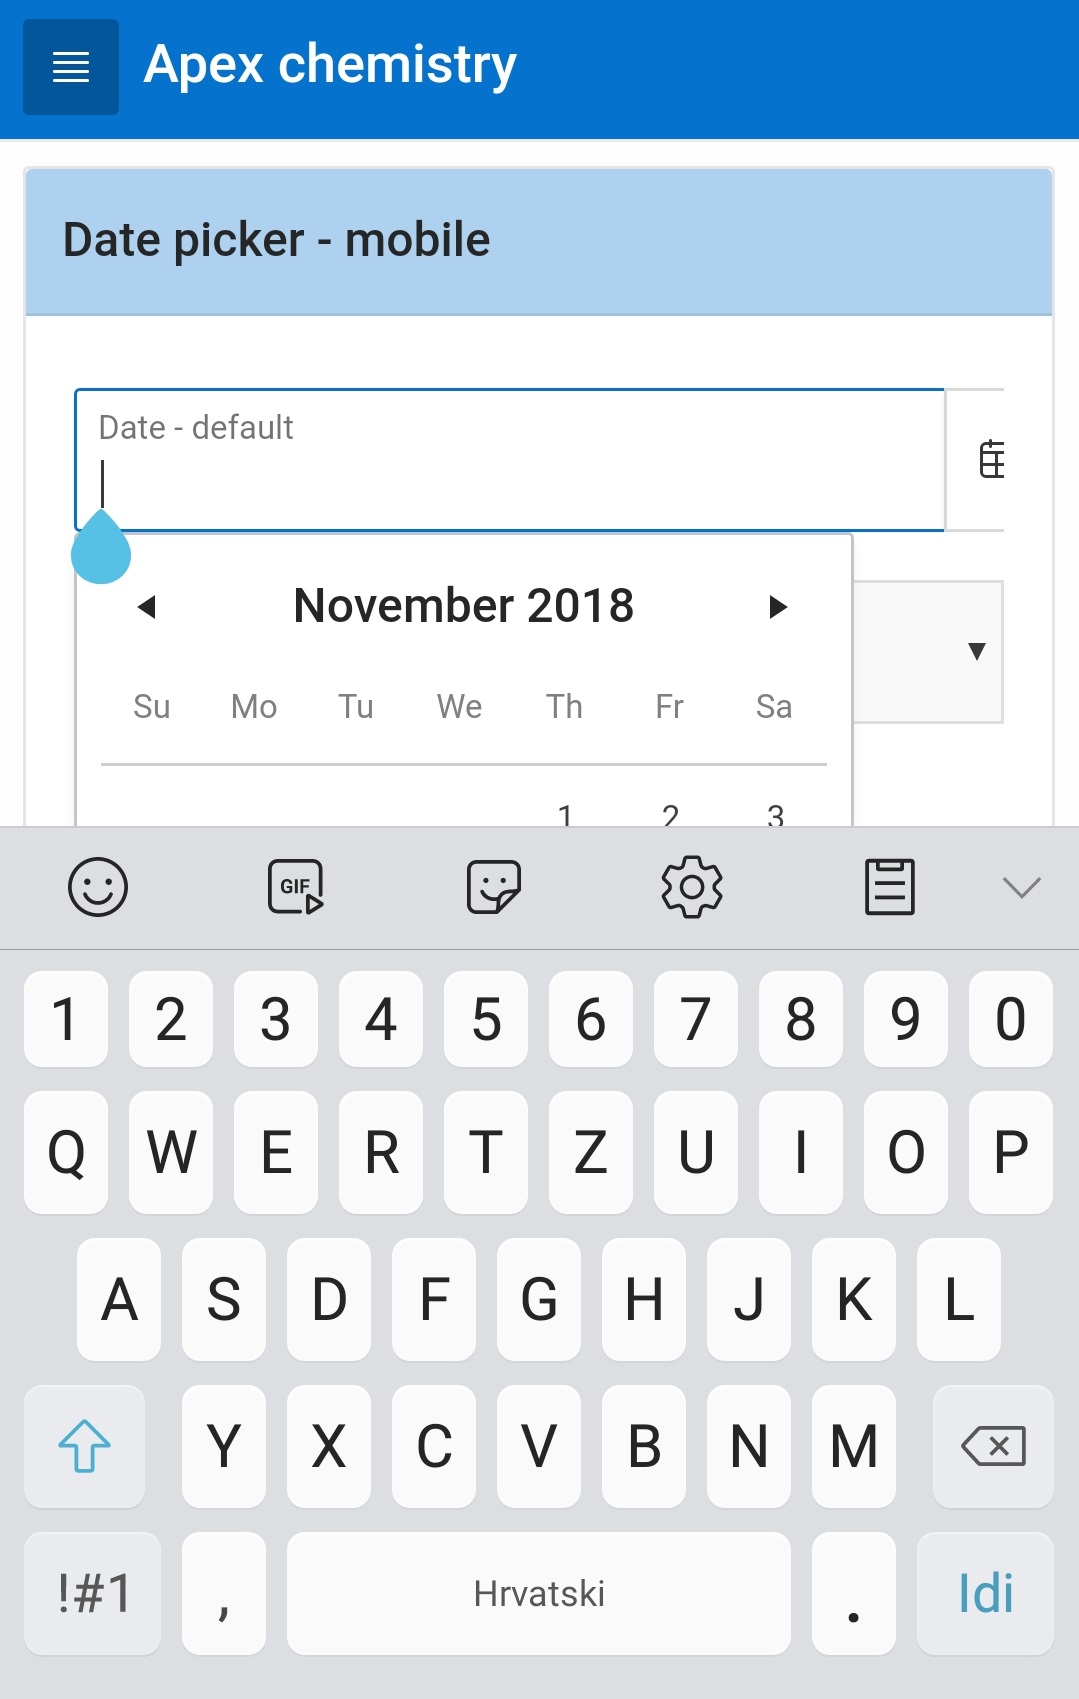 Apex chemistry
Date picker - mobile
Date - default
November 2018
Su Mo Tu We Th Fr Sa
1 2 3
GIF
1 2 3 4 5 6 7 8 9 0
Q W E R T Z U I O P
A S D F G H J K L
Y X C V B N M
!#1 , Hrvatski . Idi